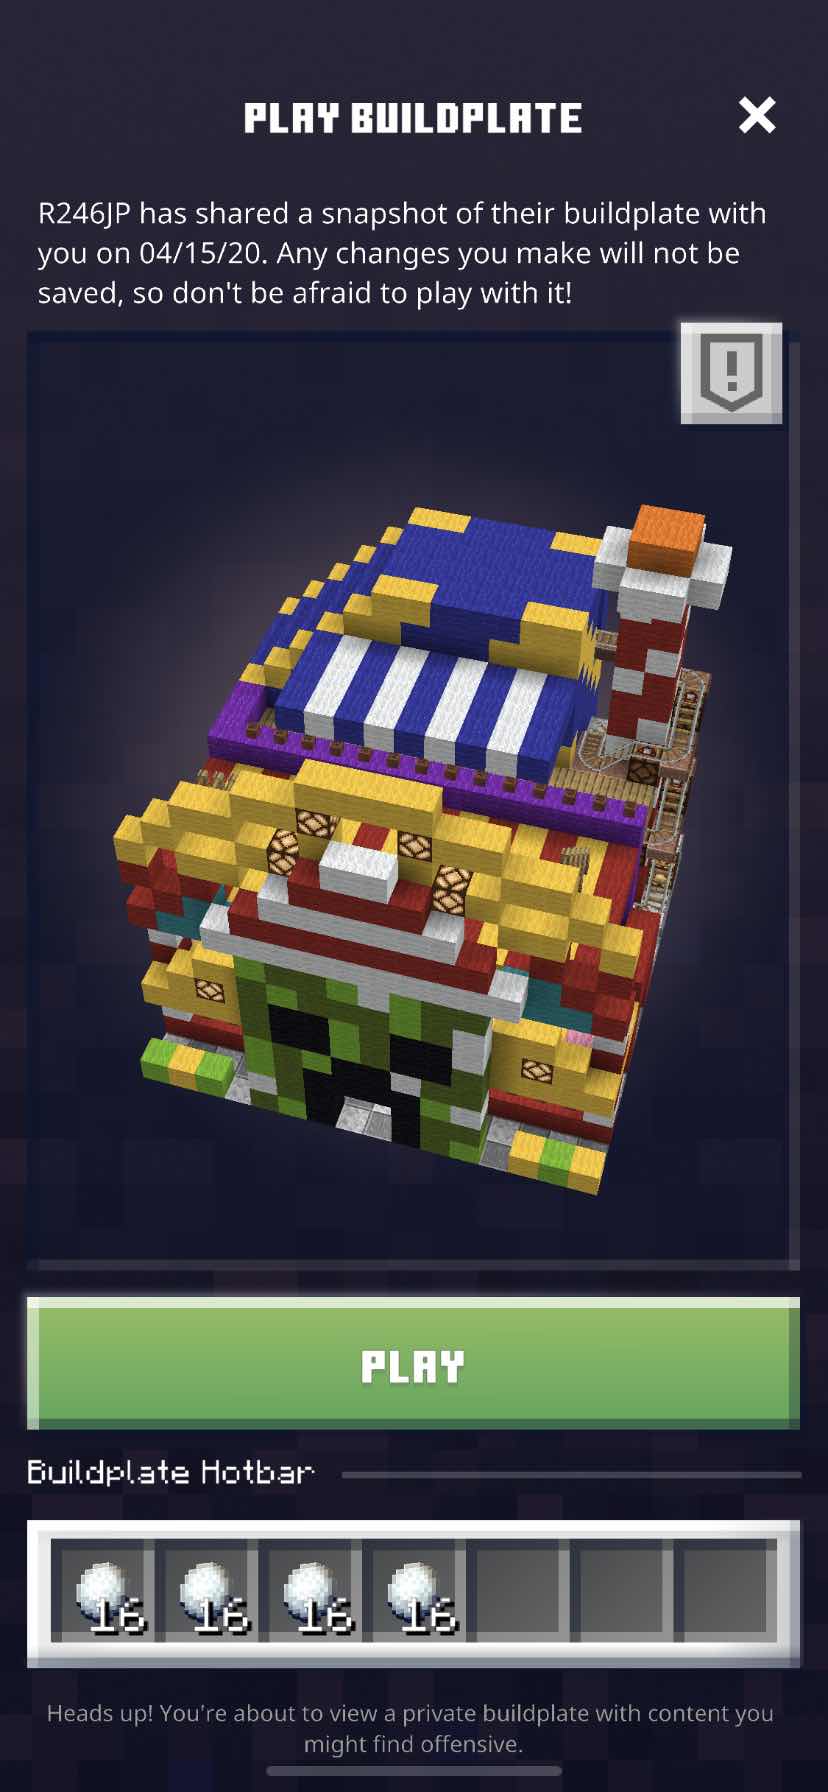 PLAY BUILDPLATE
R246JP has shared a snapshot of their buildplate with
you on 04/15/20. Any changes you make will not be
saved, so don't be afraid to play with it!
PLAY
Buildplate Hotbar
16 16 16 16
Heads up! You're about to view a private buildplate with content you
might find offensive.